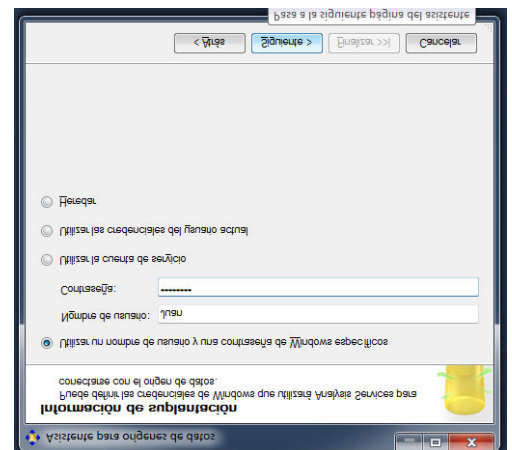 Asistente para orígenes de datos
Información de suplantación
Puede definir las credenciales de Windows que utilizará Analysis Services para
conectarse con el origen de datos.
Utilizar un nombre de usuario y una contraseña de Windows específicos
Nombre de usuario: Juan
Contraseña: ••••••••
Utilizar la cuenta de servicio
Utilizar las credenciales del usuario actual
Heredar
< Atrás Siguiente > Finalizar >>| Cancelar
Pasa a la siguiente página del asistente